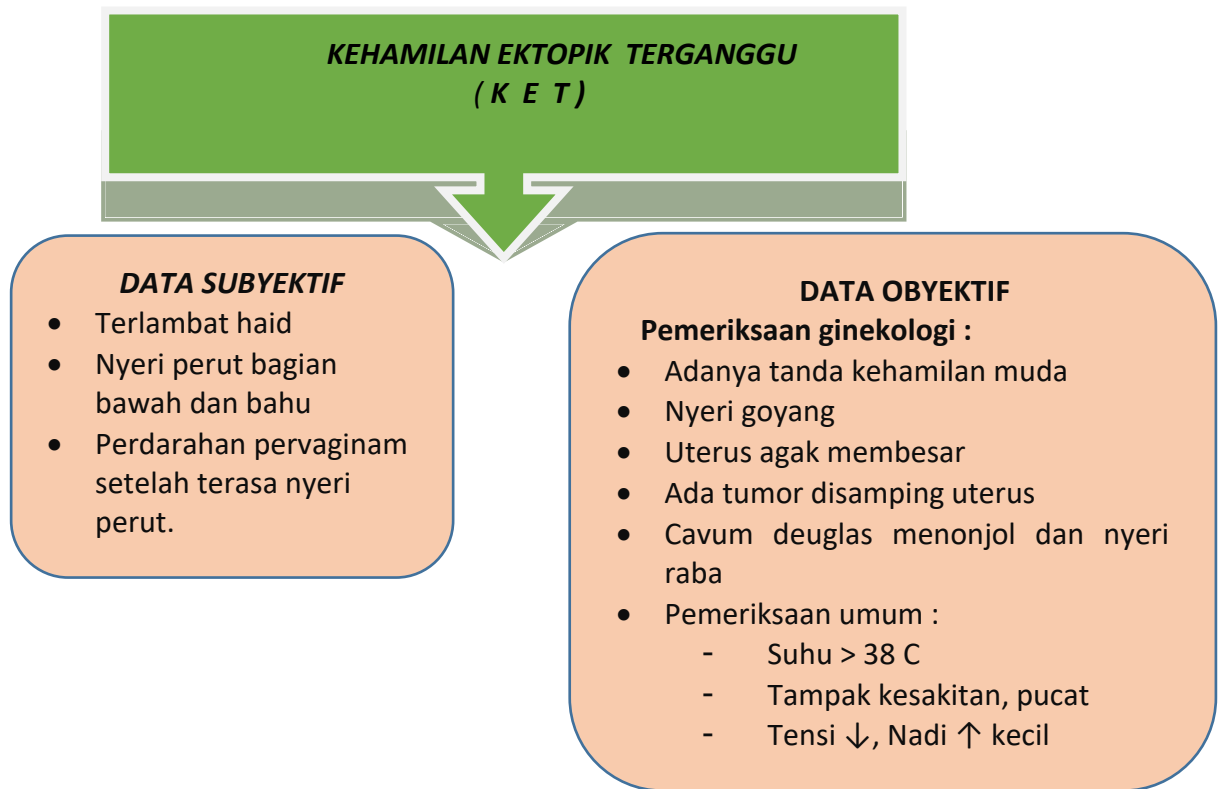 KEHAMILAN EKTOPIK TERGANGGU
( K E T )
DATA SUBYEKTIF
• Terlambat haid
• Nyeri perut bagian
bawah dan bahu
• Perdarahan pervaginam
setelah terasa nyeri
perut.
DATA OBYEKTIF
Pemeriksaan ginekologi :
• Adanya tanda kehamilan muda
• Nyeri goyang
• Uterus agak membesar
• Ada tumor disamping uterus
• Cavum deuglas menonjol dan nyeri
raba
• Pemeriksaan umum :
- Suhu > 38 C
- Tampak kesakitan, pucat
- Tensi ↓, Nadi ↑ kecil